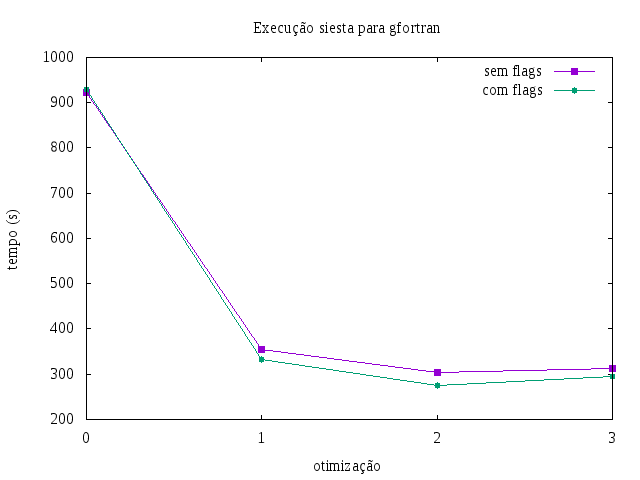 Execução siesta para gfortran
1000
900
800
700
600
500
400
300
200
tempo (s)
sem flags
com flags
0 1 2 3
otimização